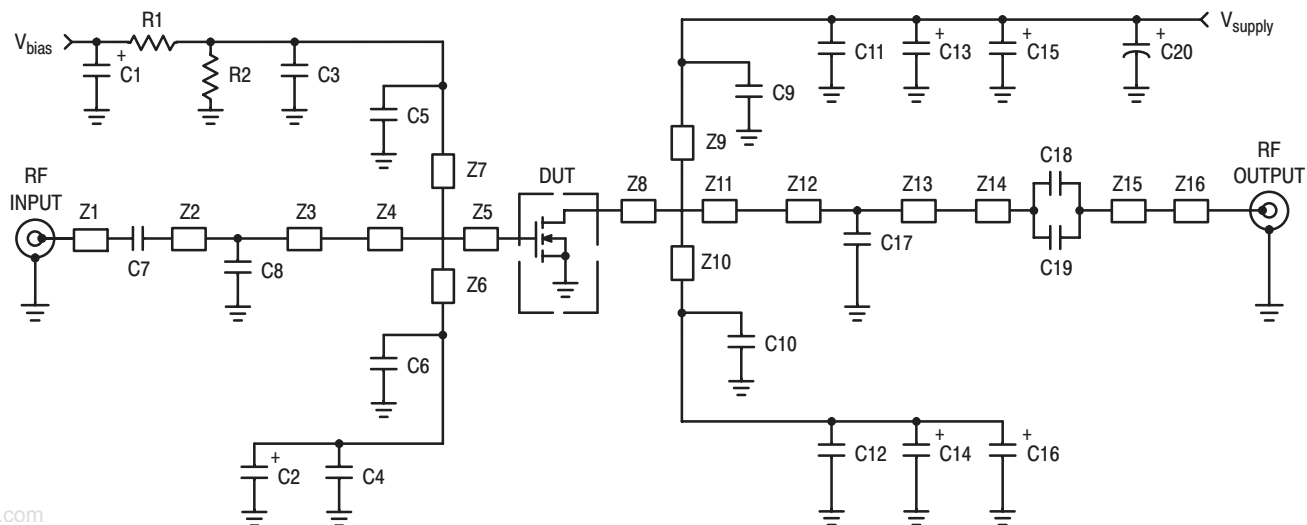 R1
V_bias
+
C1
R2
C3
C5
Z7
RF
INPUT
Z1
C7
Z2
C8
Z3
Z4
Z5
DUT
Z6
C6
+
C2
C4
V_supply
C11
+
C13
+
C15
+
C20
C9
Z9
Z8
Z11
Z12
C17
Z13
Z14
C18
C19
Z15
Z16
RF
OUTPUT
Z10
C10
C12
+
C14
+
C16
.com